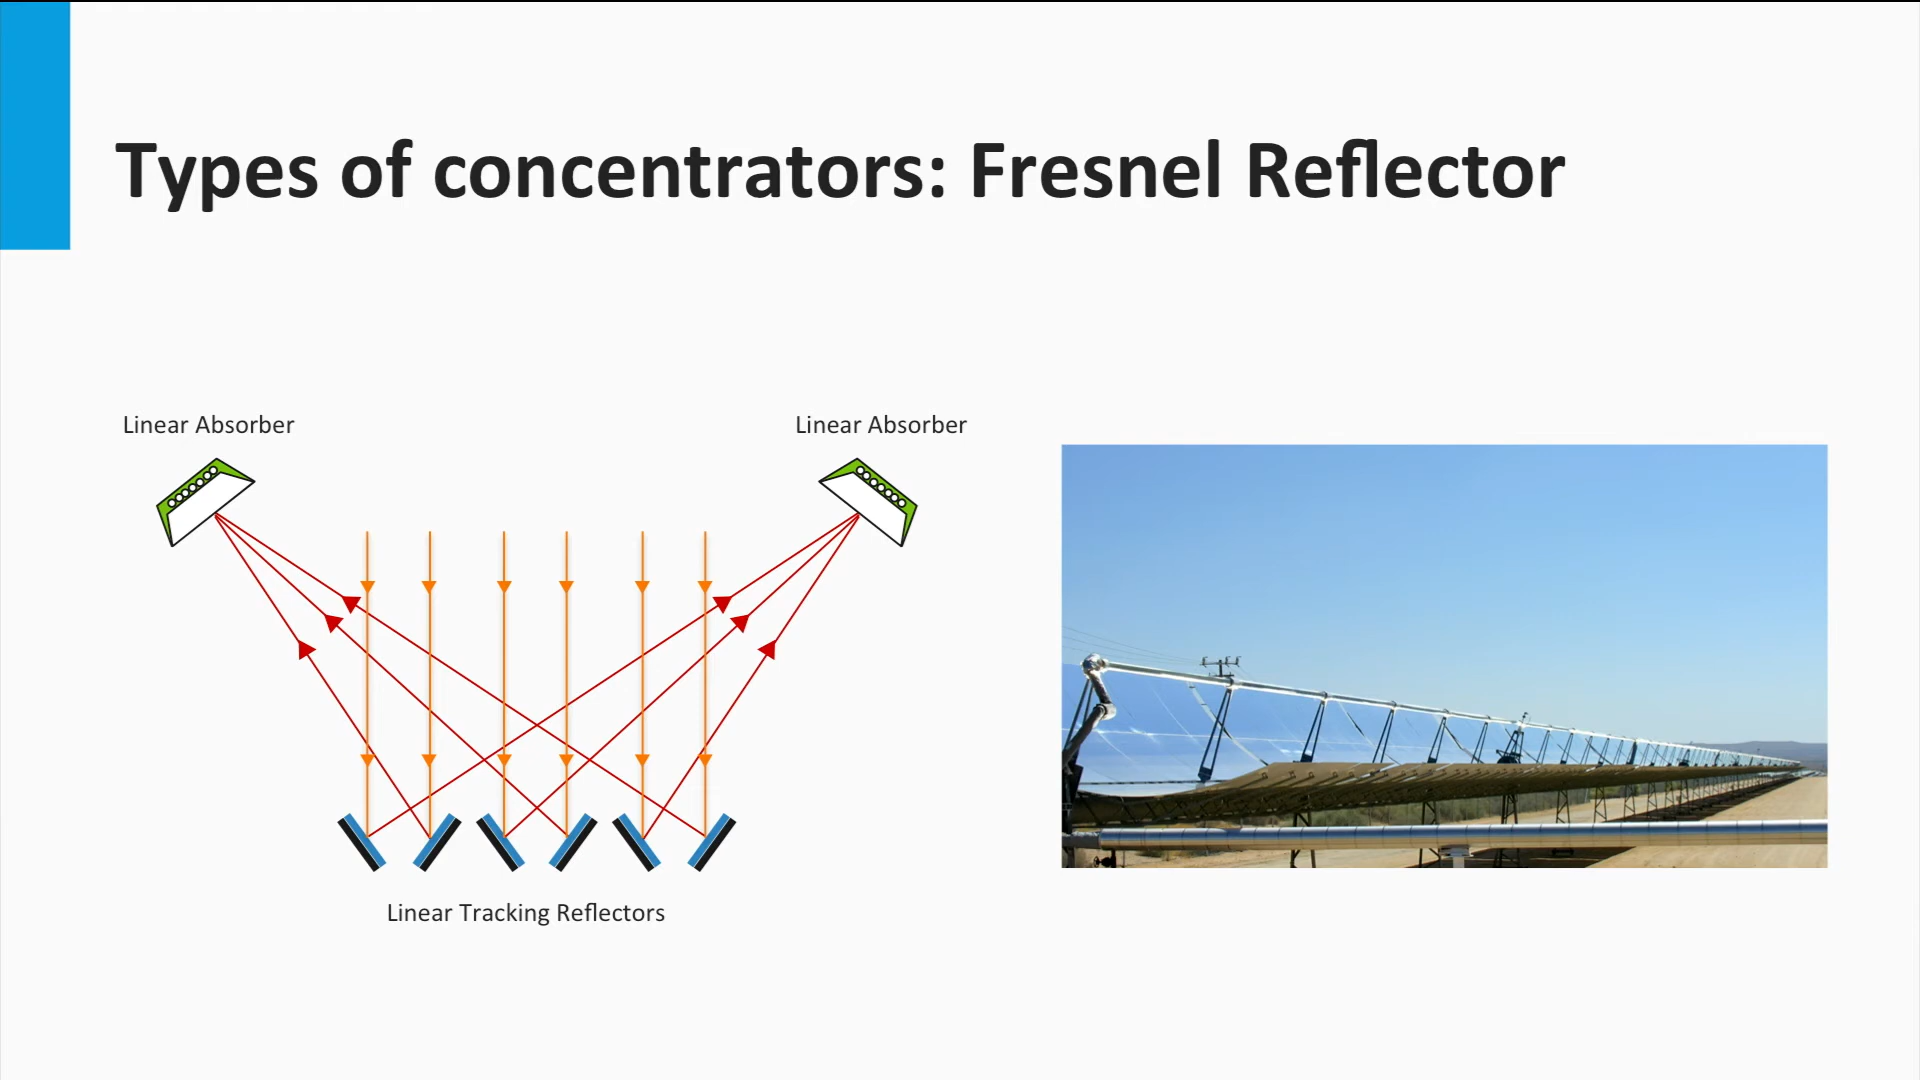 Types of concentrators: Fresnel Reflector
Linear Absorber
Linear Absorber
Linear Tracking Reflectors